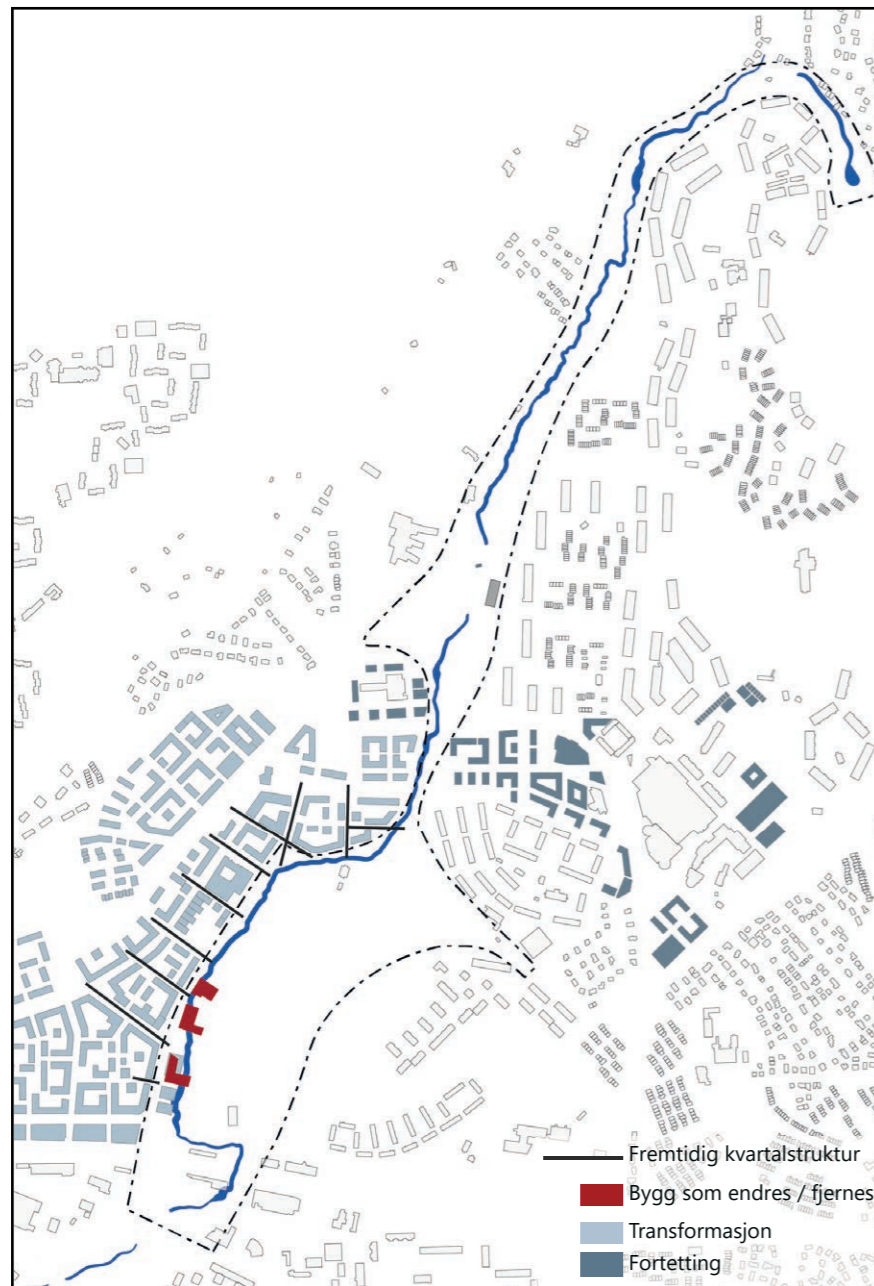 Fremtidig kvartalstruktur
Bygg som endres / fjernes
Transformasjon
Fortetting